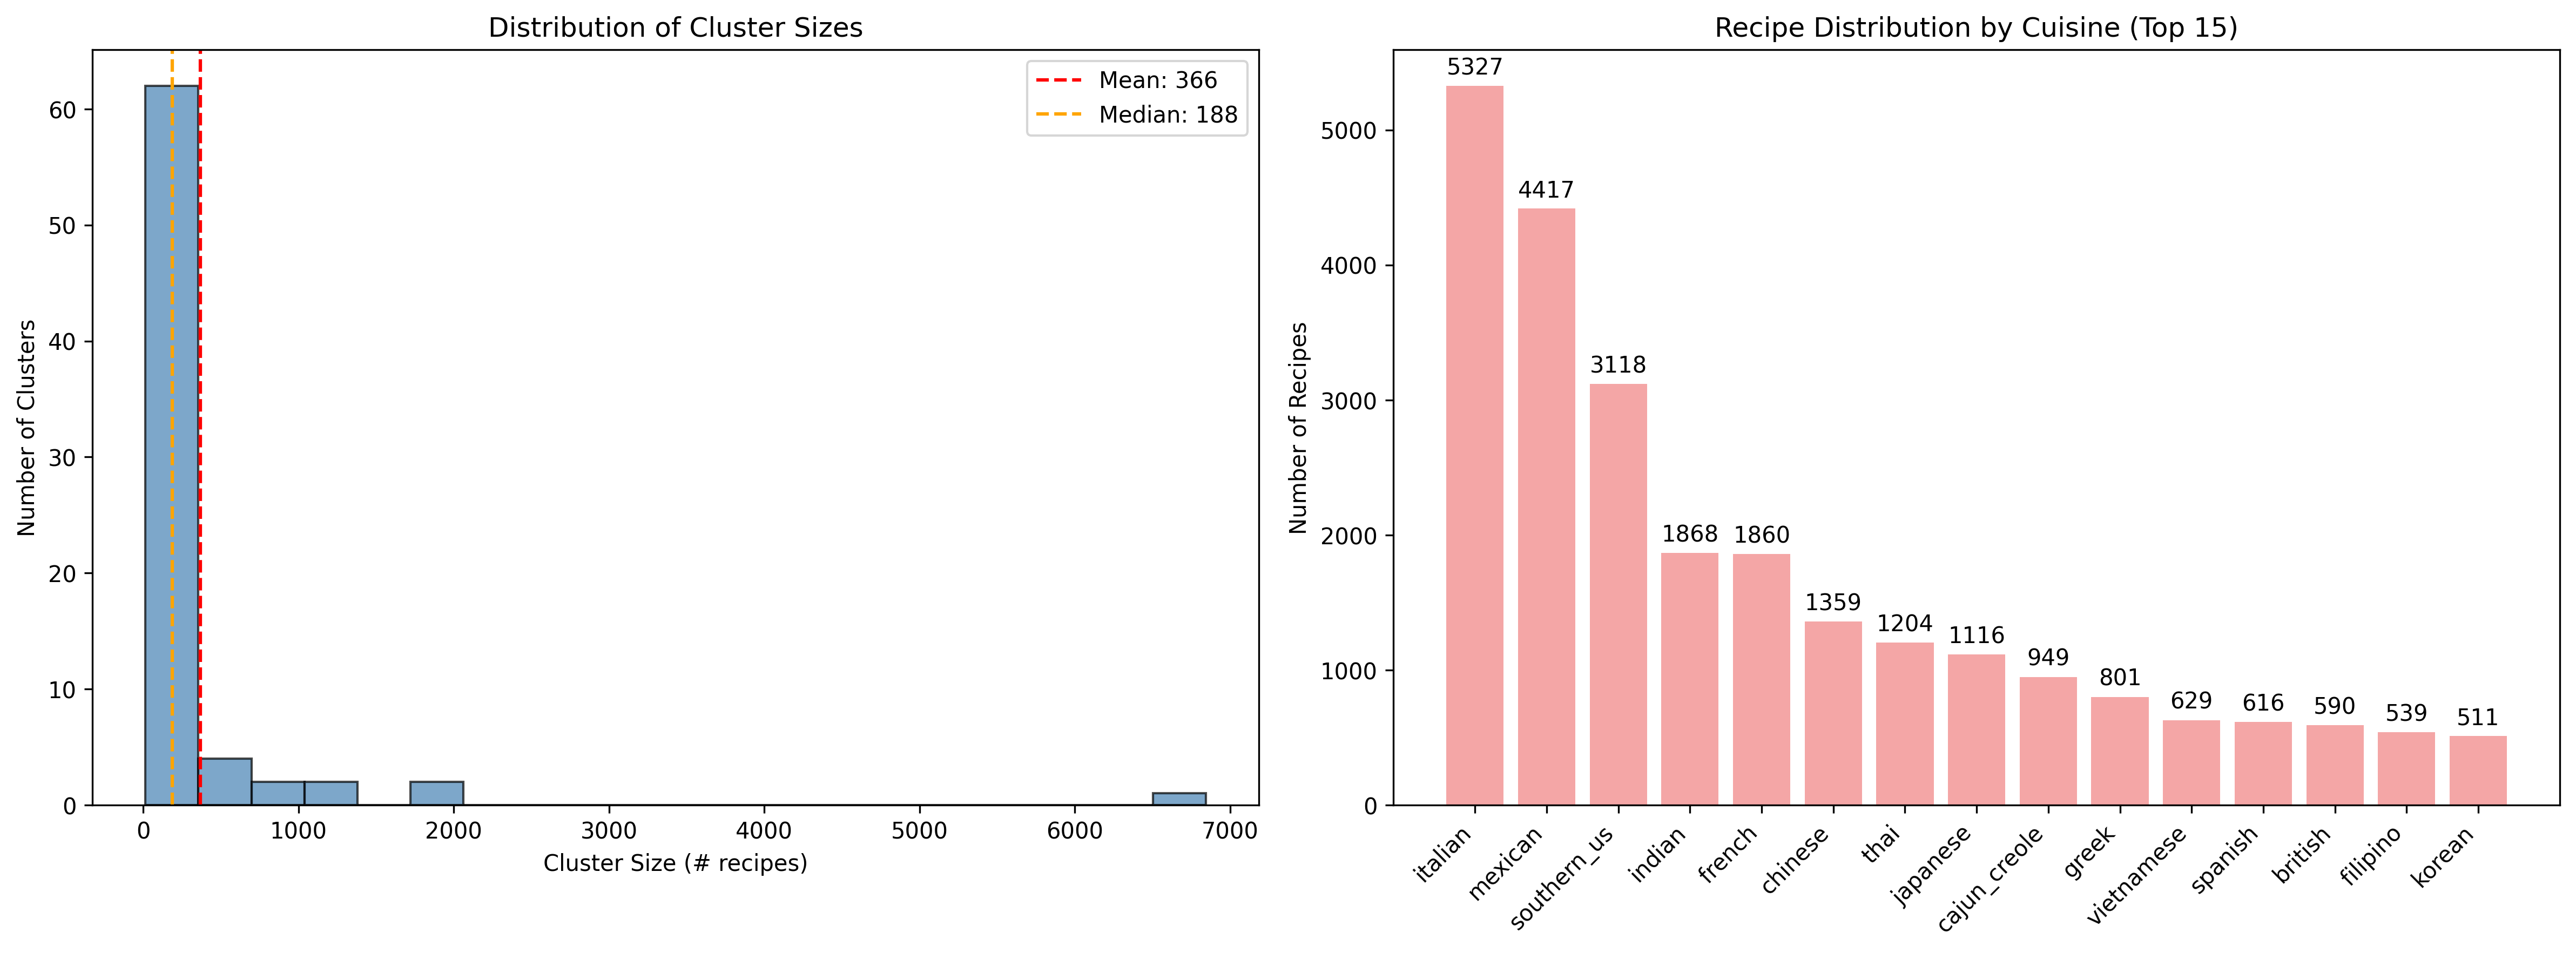 Distribution of Cluster Sizes
Mean: 366
Median: 188
Number of Clusters
60
50
40
30
20
10
0
0 1000 2000 3000 4000 5000 6000 7000
Cluster Size (# recipes)
Recipe Distribution by Cuisine (Top 15)
Number of Recipes
5000
4000
3000
2000
1000
0
5327
4417
3118
1868
1860
1359
1204
1116
949
801
629
616
590
539
511
italian
mexican
southern_us
indian
french
chinese
thai
japanese
cajun_creole
greek
vietnamese
spanish
british
filipino
korean